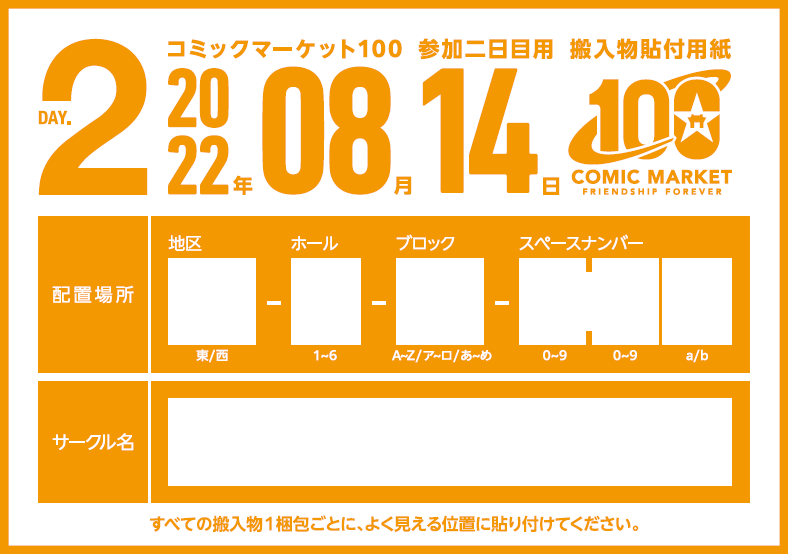 コミックマーケット100 参加二日目用 搬入物貼付用紙
DAY.2
2022年08月14日
100
COMIC MARKET
FRIENDSHIP FOREVER
配置場所
地区 ホール ブロック スペースナンバー
- - -
東/西 1~6 A~Z/ア~ロ/あ~め 0~9 0~9 a/b
サークル名
すべての搬入物1梱包ごとに、よく見える位置に貼り付けてください。